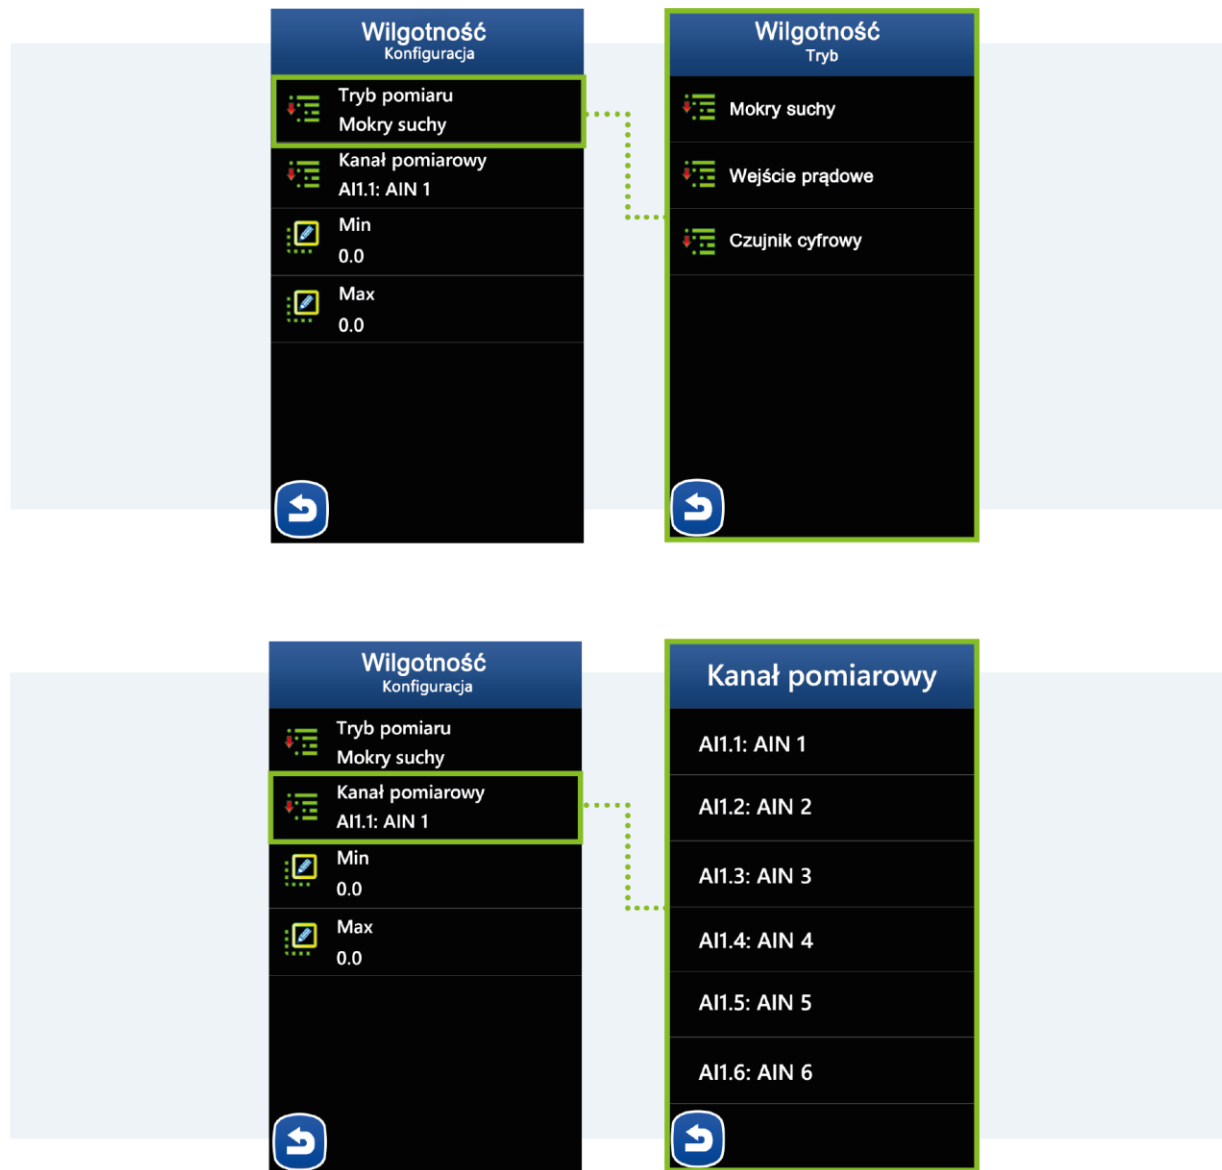 Wilgotność
Konfiguracja
Tryb pomiaru
Mokry suchy
Kanał pomiarowy
AI1.1: AIN 1
Min
0.0
Max
0.0
Wilgotność
Tryb
Mokry suchy
Wejście prądowe
Czujnik cyfrowy
Wilgotność
Konfiguracja
Tryb pomiaru
Mokry suchy
Kanał pomiarowy
AI1.1: AIN 1
Min
0.0
Max
0.0
Kanał pomiarowy
AI1.1: AIN 1
AI1.2: AIN 2
AI1.3: AIN 3
AI1.4: AIN 4
AI1.5: AIN 5
AI1.6: AIN 6